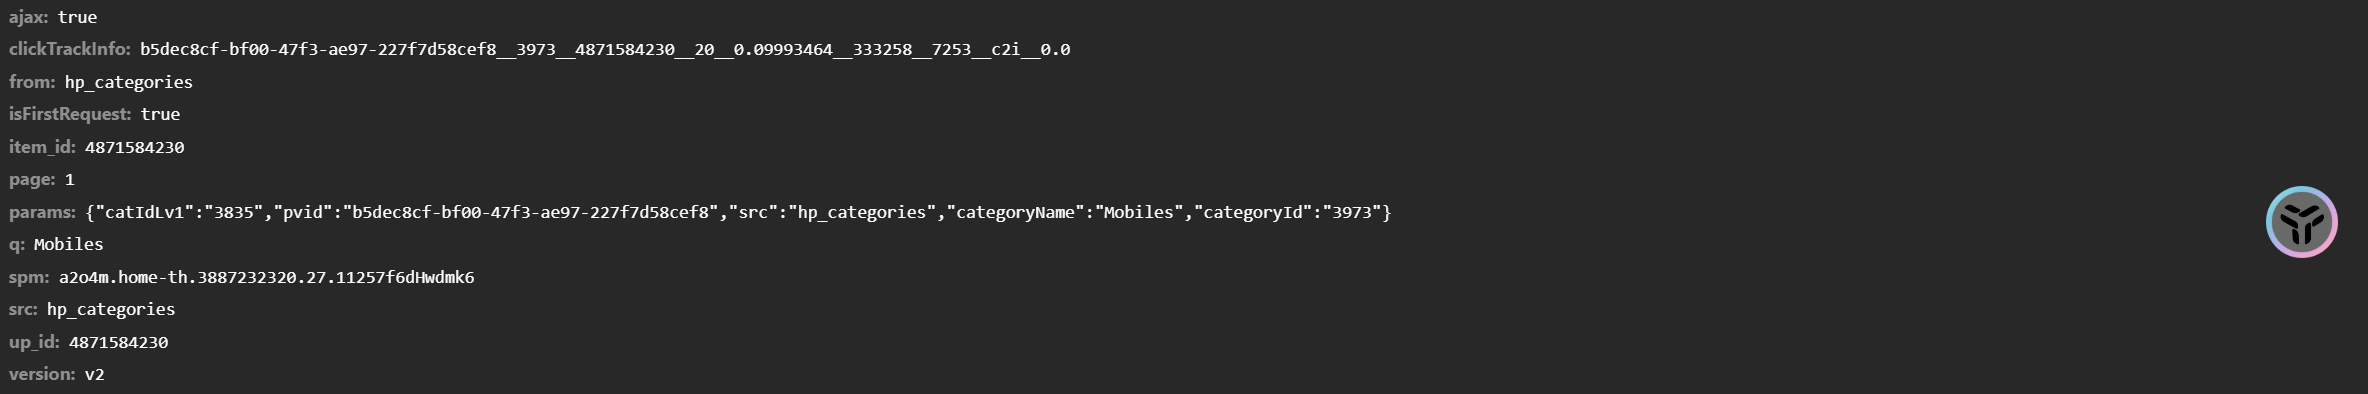 ajax: true
clickTrackInfo: b5dec8cf-bf00-47f3-ae97-227f7d58cef8__3973__4871584230__20__0.09993464__333258__7253__c2i__0.0
from: hp_categories
isFirstRequest: true
item_id: 4871584230
page: 1
params: {"catIdLv1":"3835","pvid":"b5dec8cf-bf00-47f3-ae97-227f7d58cef8","src":"hp_categories","categoryName":"Mobiles","categoryId":"3973"}
q: Mobiles
spm: a2o4m.home-th.3887232320.27.11257f6dHwdmk6
src: hp_categories
up_id: 4871584230
version: v2